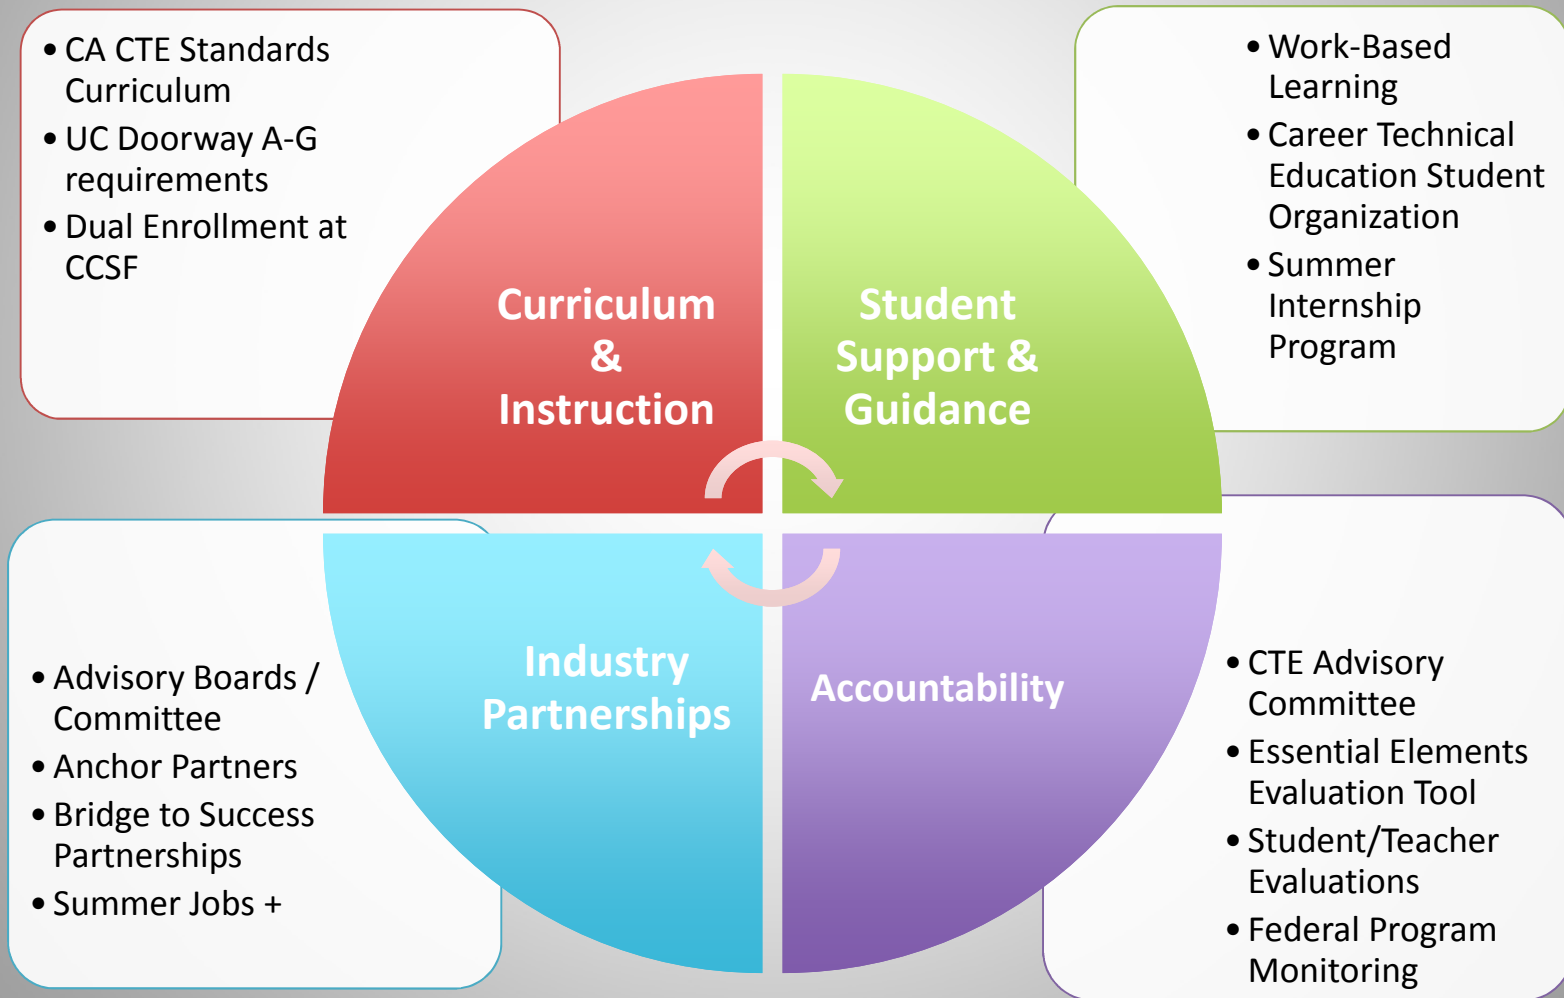 • CA CTE Standards
Curriculum
• UC Doorway A-G
requirements
• Dual Enrollment at
CCSF
• Work-Based
Learning
• Career Technical
Education Student
Organization
• Summer
Internship
Program
Curriculum
&
Instruction
Student
Support &
Guidance
Industry
Partnerships
Accountability
• Advisory Boards /
Committee
• Anchor Partners
• Bridge to Success
Partnerships
• Summer Jobs +
• CTE Advisory
Committee
• Essential Elements
Evaluation Tool
• Student/Teacher
Evaluations
• Federal Program
Monitoring